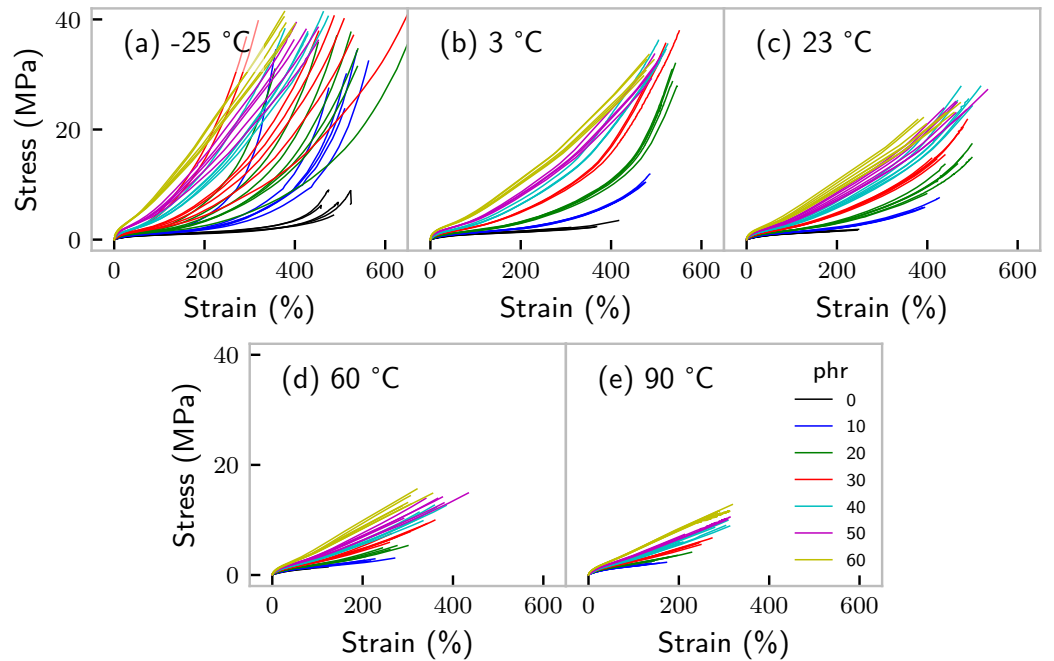 (a) -25 °C
(b) 3 °C
(c) 23 °C
40
20
0
Stress (MPa)
0 200 400 600
0 200 400 600
0 200 400 600
Strain (%)
Strain (%)
Strain (%)
(d) 60 °C
(e) 90 °C
40
20
0
Stress (MPa)
phr
0
10
20
30
40
50
60
0 200 400 600
0 200 400 600
Strain (%)
Strain (%)